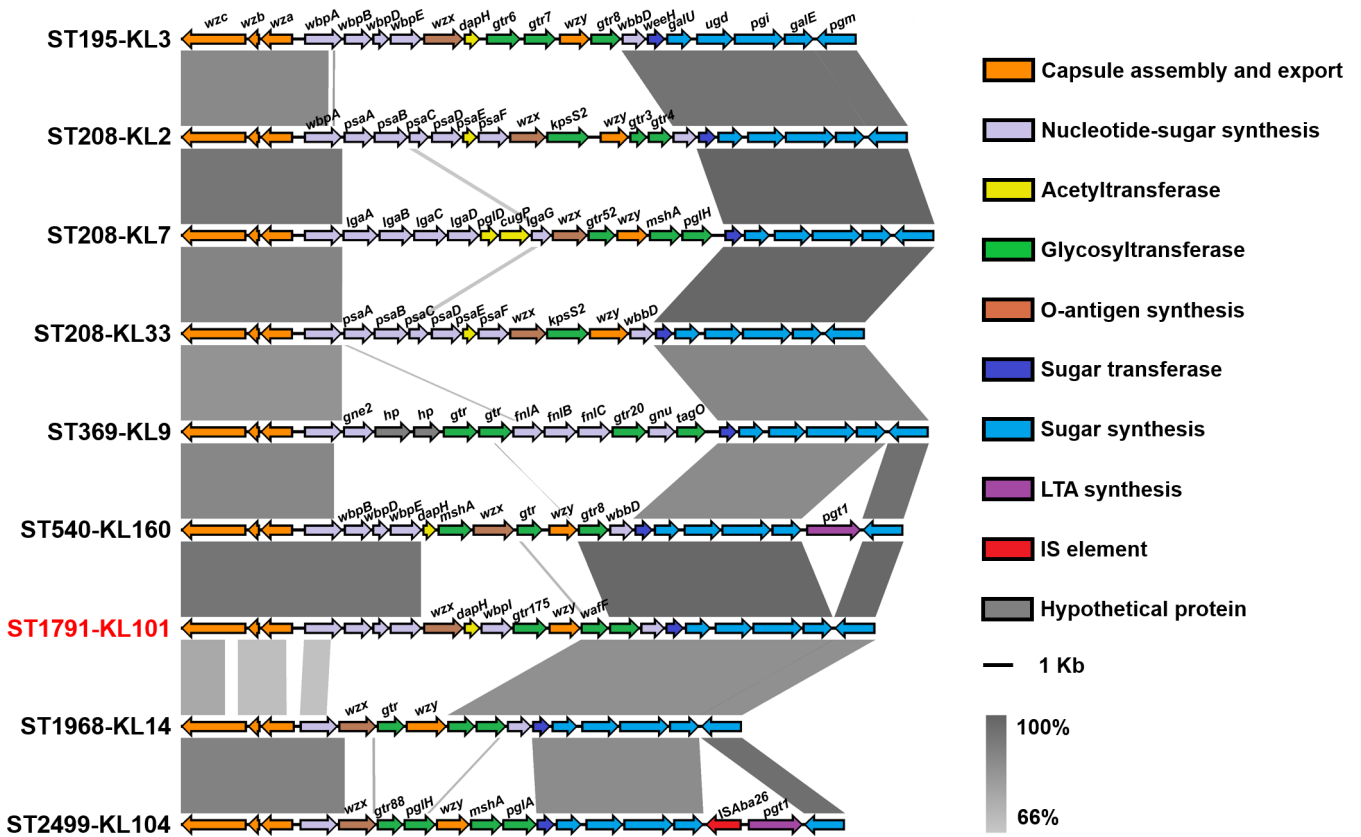 wzc wzb wza wbpA wbpB wbpD wbpE wzx dapH gtr6 gtr7 wzy gtr8 wbbD weeH galU ugd pgi galE pgm
ST195-KL3
wbpA psaA psaB psaC psaD psaE psaF wzx kpsS2 wzy gtr3 gtr4
ST208-KL2
lgaA lgaB lgaC lgaD pglD cugP lgaG wzx gtr52 wzy mshA pglH
ST208-KL7
psaA psaB psaC psaD psaE psaF wzx kpsS2 wzy wbbD
ST208-KL33
gne2 hp hp gtr gtr fnlA fnlB fnlC gtr20 gnu tagO
ST369-KL9
wbpB wbpD wbpE dapH mshA wzx gtr wzy gtr8 wbbD pgt1
ST540-KL160
wzx dapH wbpI gtr175 wzy wafF
ST1791-KL101
wzx gtr wzy
ST1968-KL14
wzx gtr88 pglH wzy mshA pglA ISAba26 pgt1
ST2499-KL104
Capsule assembly and export
Nucleotide-sugar synthesis
Acetyltransferase
Glycosyltransferase
O-antigen synthesis
Sugar transferase
Sugar synthesis
LTA synthesis
IS element
Hypothetical protein
1 Kb
100%
66%